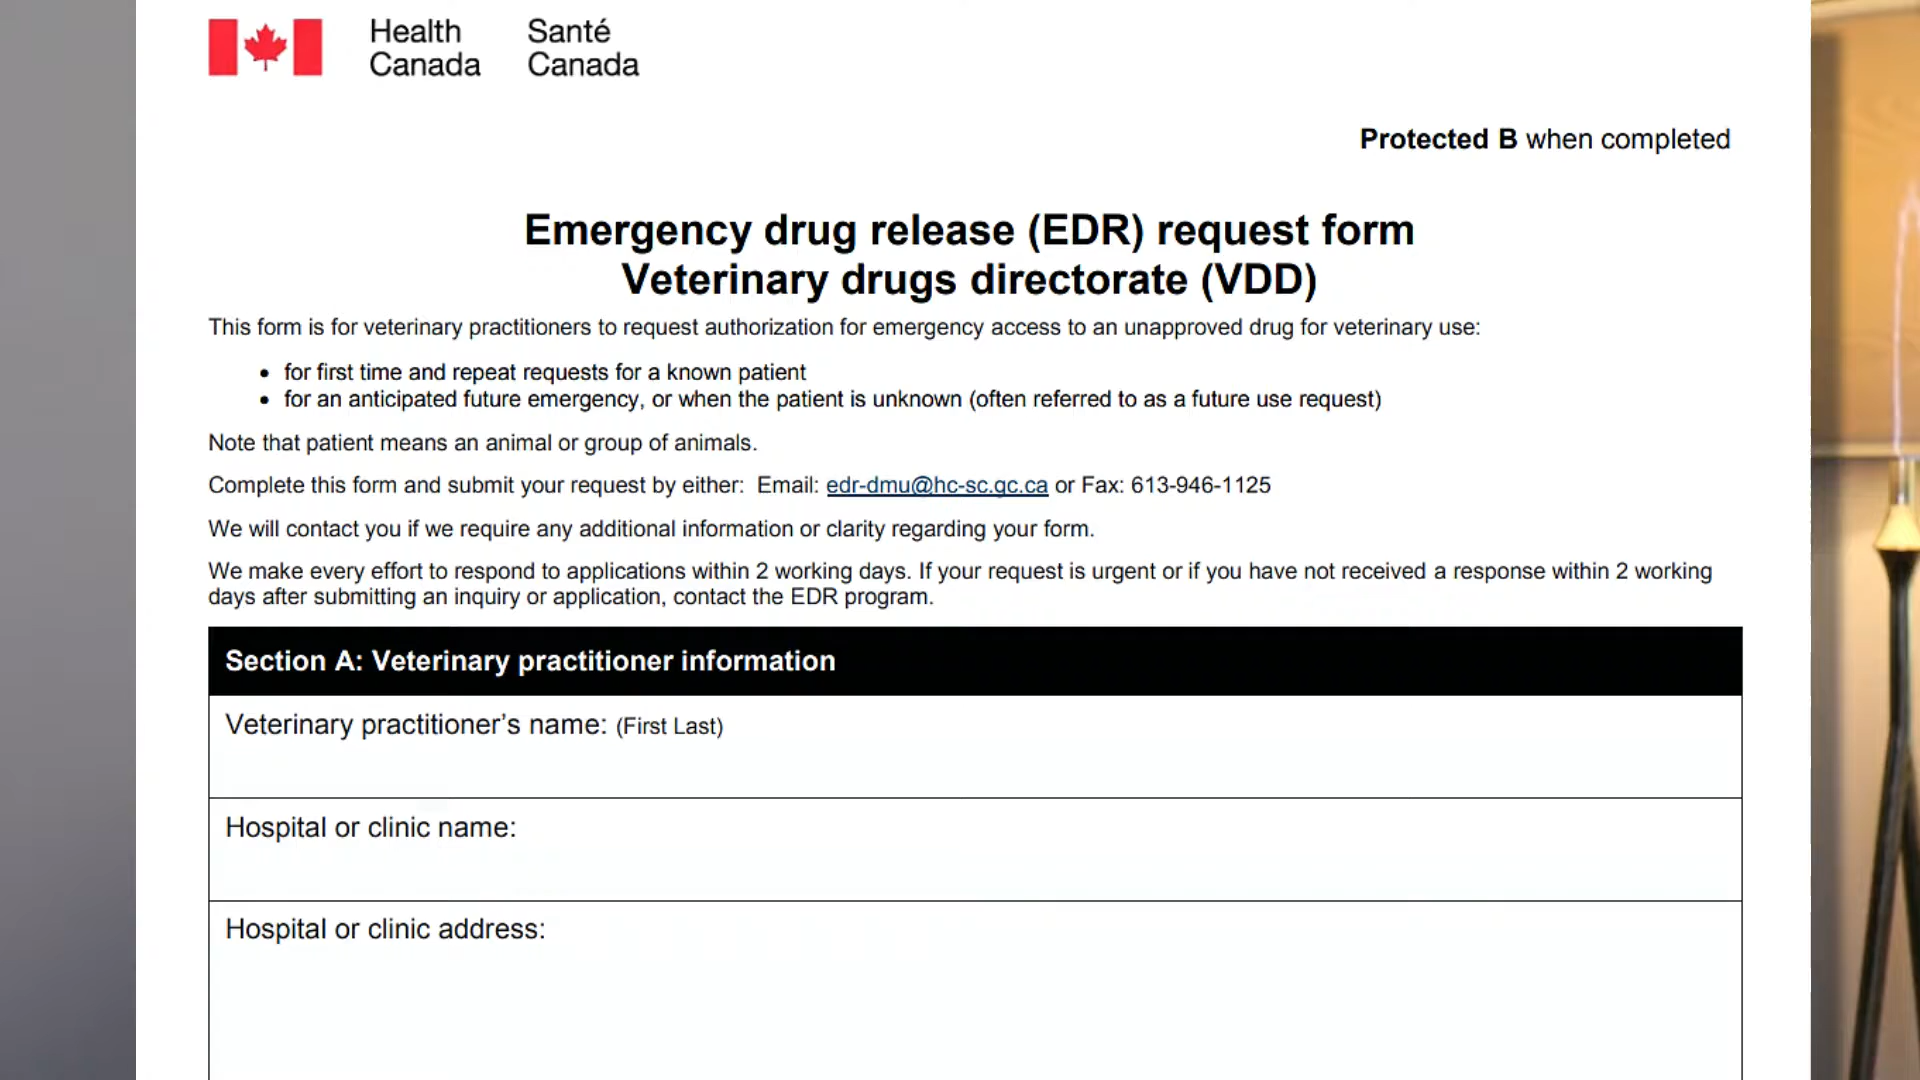 Health Canada
Santé Canada
Protected B when completed
Emergency drug release (EDR) request form
Veterinary drugs directorate (VDD)
This form is for veterinary practitioners to request authorization for emergency access to an unapproved drug for veterinary use:
• for first time and repeat requests for a known patient
• for an anticipated future emergency, or when the patient is unknown (often referred to as a future use request)
Note that patient means an animal or group of animals.
Complete this form and submit your request by either: Email: edr-dmu@hc-sc.gc.ca or Fax: 613-946-1125
We will contact you if we require any additional information or clarity regarding your form.
We make every effort to respond to applications within 2 working days. If your request is urgent or if you have not received a response within 2 working
days after submitting an inquiry or application, contact the EDR program.
Section A: Veterinary practitioner information
Veterinary practitioner’s name: (First Last)
Hospital or clinic name:
Hospital or clinic address: